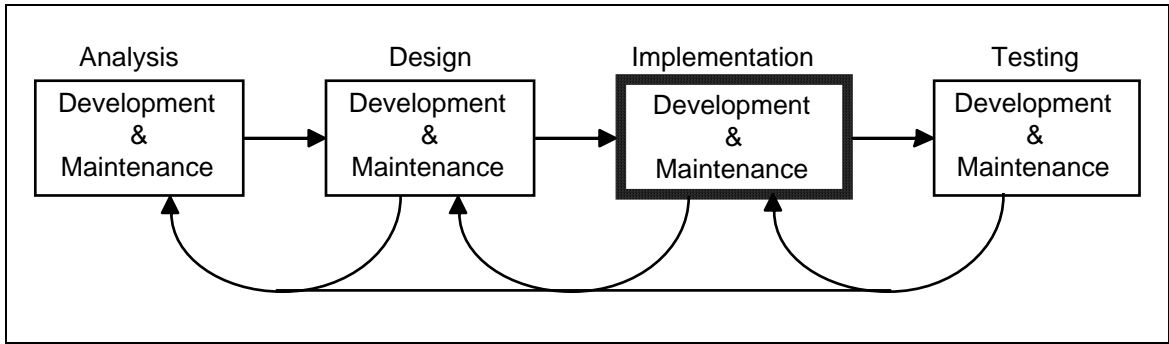 Analysis
Development
&
Maintenance
Design
Development
&
Maintenance
Implementation
Development
&
Maintenance
Testing
Development
&
Maintenance